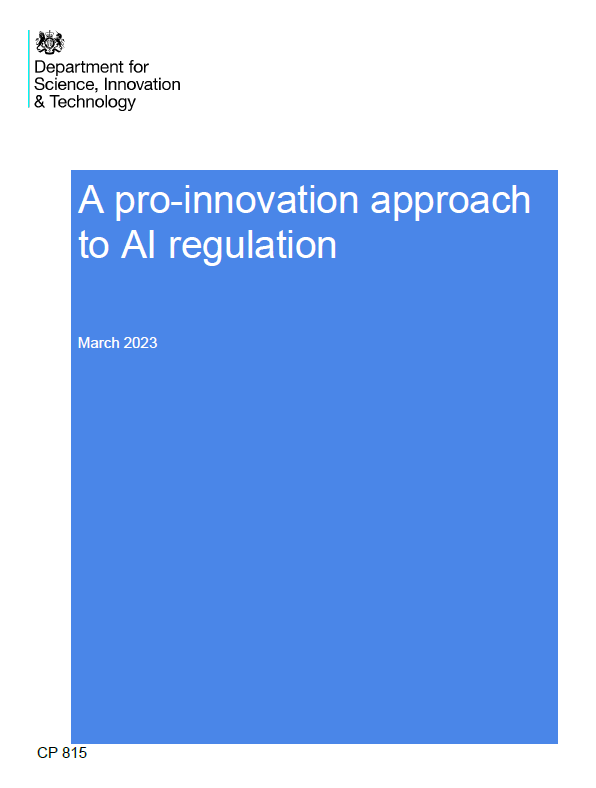 Department for
Science, Innovation
& Technology
A pro-innovation approach
to AI regulation
March 2023
CP 815